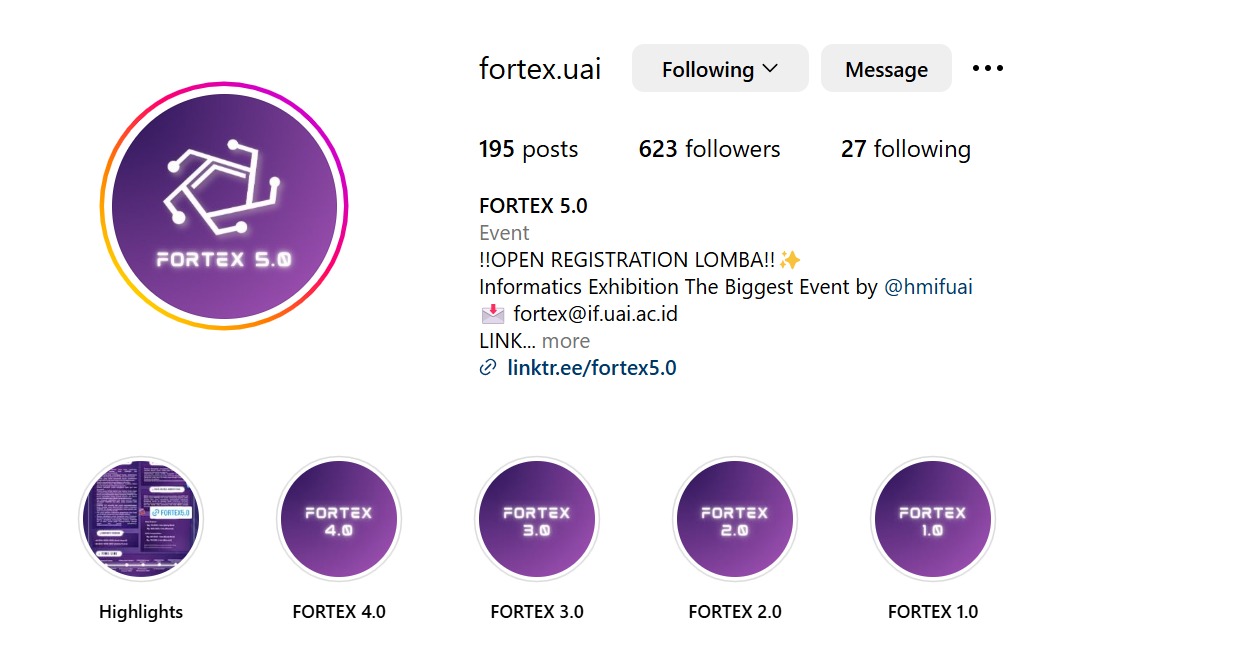 fortex.uai Following Message
195 posts 623 followers 27 following
FORTEX 5.0
FORTEX 5.0
Event
!!OPEN REGISTRATION LOMBA!!✨
Informatics Exhibition The Biggest Event by @hmifuai
📩 fortex@if.uai.ac.id
LINK... more
linktr.ee/fortex5.0
FORTEX5.0
FORTEX
4.0
FORTEX
3.0
FORTEX
2.0
FORTEX
1.0
Highlights FORTEX 4.0 FORTEX 3.0 FORTEX 2.0 FORTEX 1.0